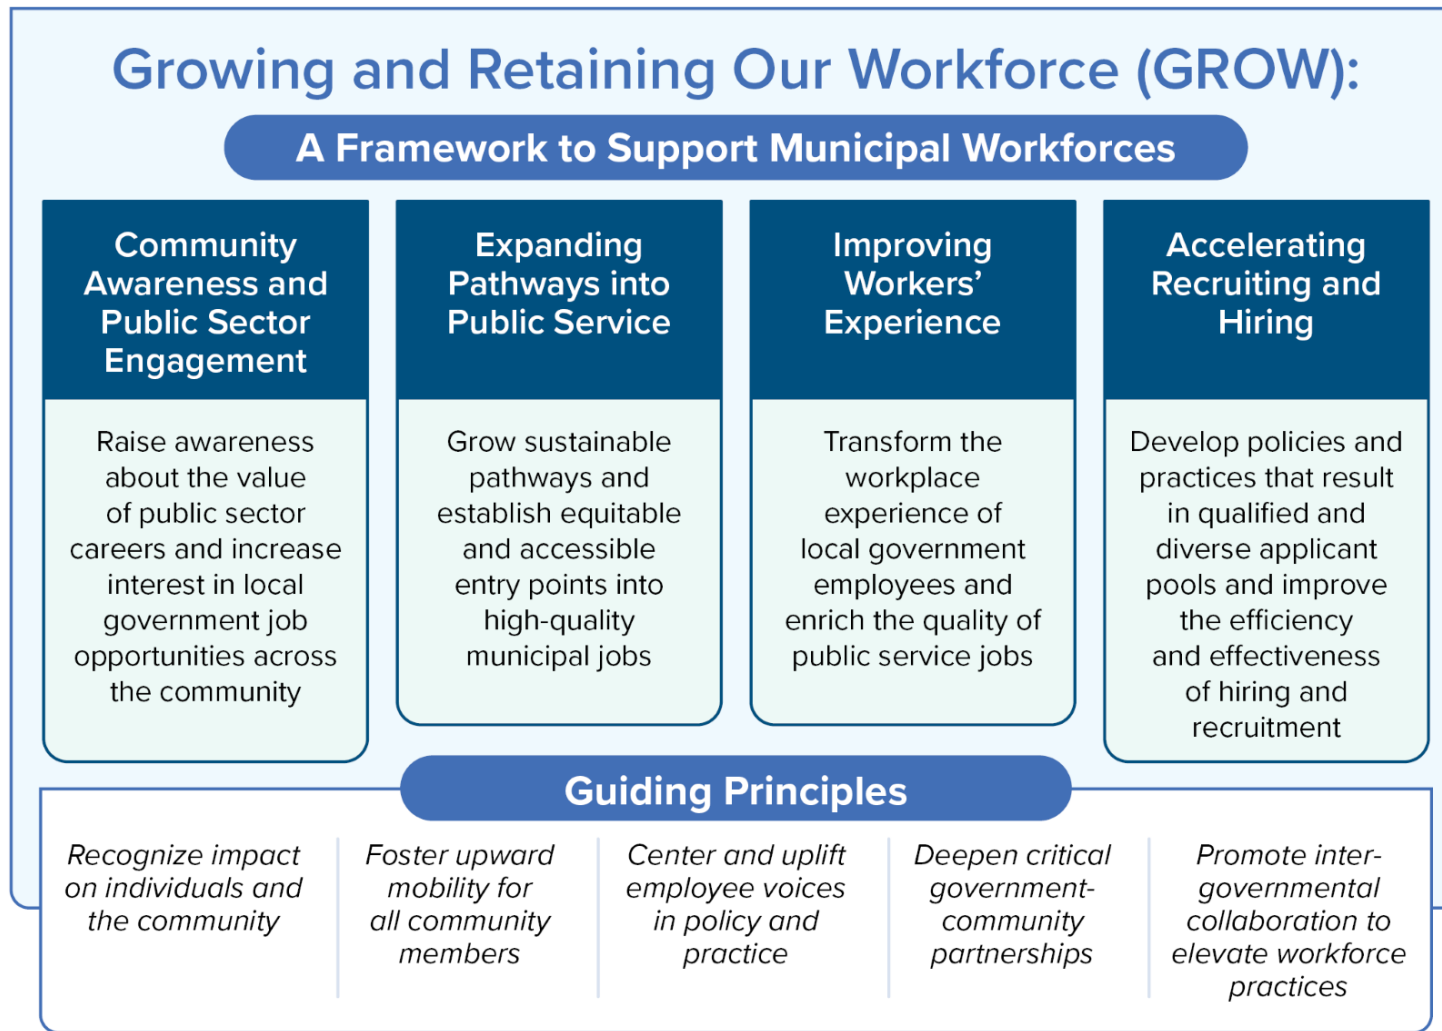 Growing and Retaining Our Workforce (GROW):
A Framework to Support Municipal Workforces
Community
Awareness and
Public Sector
Engagement
Raise awareness
about the value
of public sector
careers and increase
interest in local
government job
opportunities across
the community
Expanding
Pathways into
Public Service
Grow sustainable
pathways and
establish equitable
and accessible
entry points into
high-quality
municipal jobs
Improving
Workers’
Experience
Transform the
workplace
experience of
local government
employees and
enrich the quality of
public service jobs
Accelerating
Recruiting and
Hiring
Develop policies and
practices that result
in qualified and
diverse applicant
pools and improve
the efficiency
and effectiveness
of hiring and
recruitment
Guiding Principles
Recognize impact
on individuals and
the community
Foster upward
mobility for
all community
members
Center and uplift
employee voices
in policy and
practice
Deepen critical
government-
community
partnerships
Promote inter-
governmental
collaboration to
elevate workforce
practices